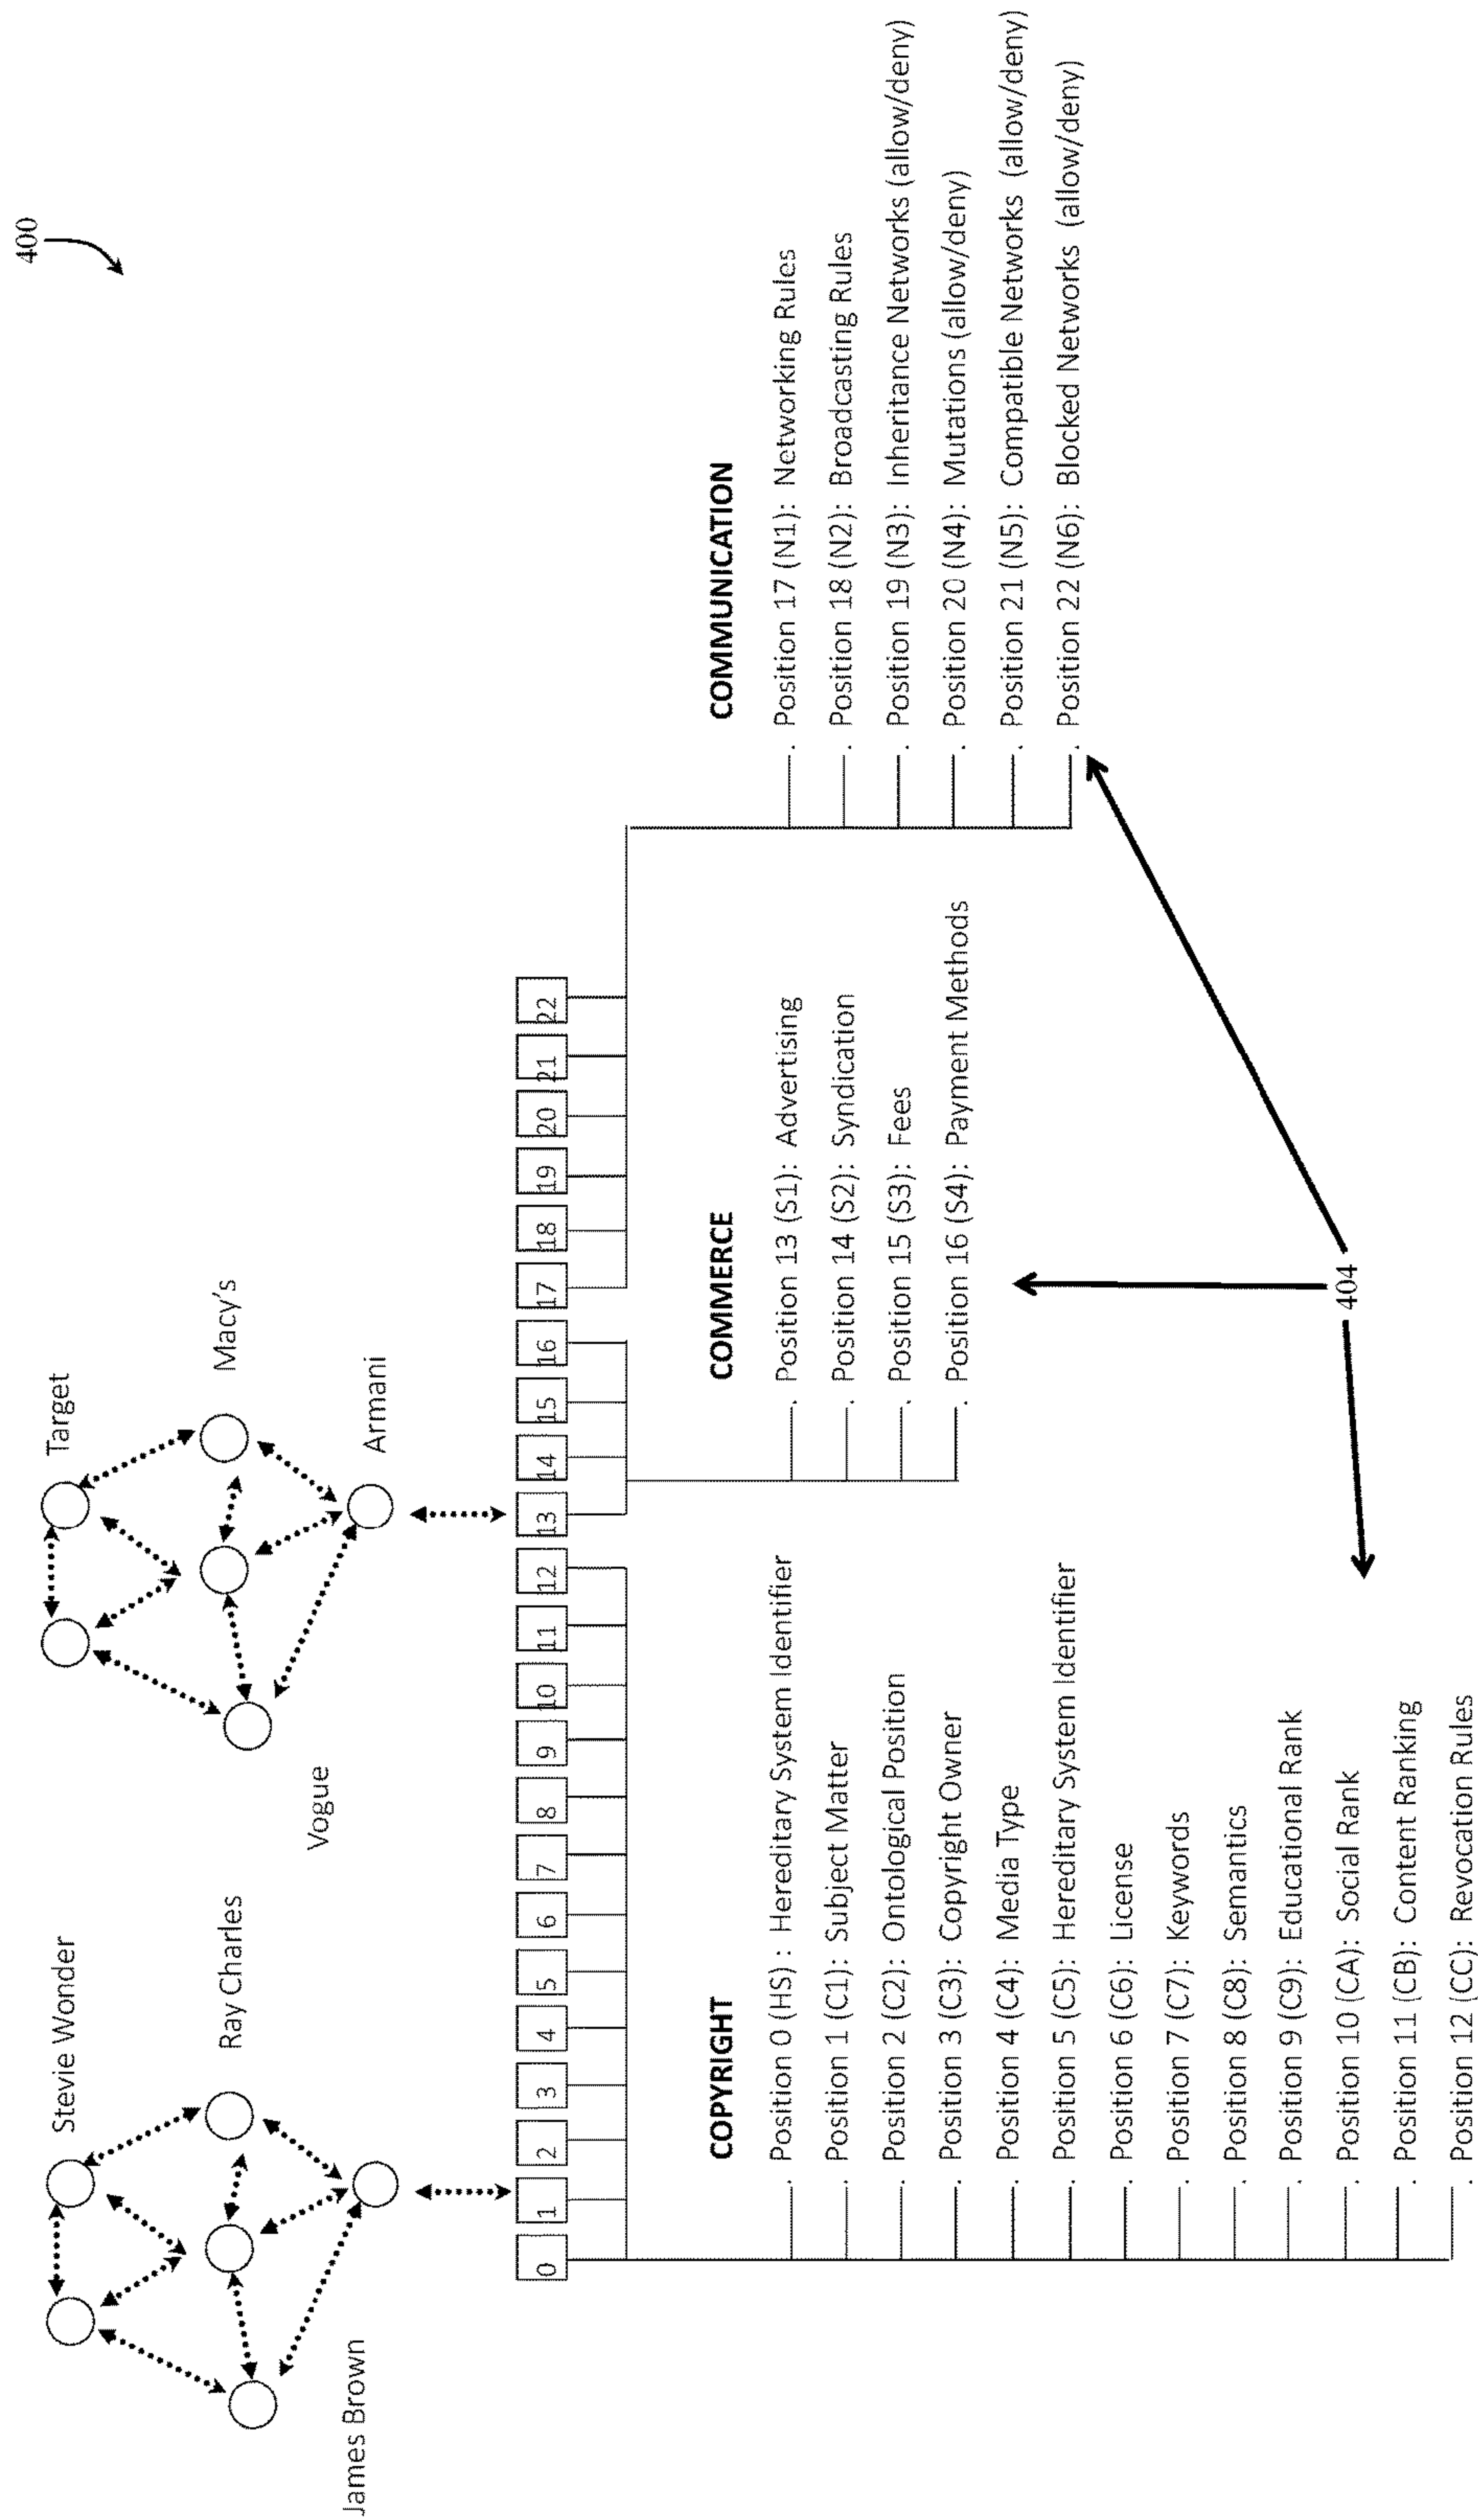 400
Stevie Wonder
Ray Charles
James Brown
Target
Macy's
Armani
Vogue
0 1 2 3 4 5 6 7 8 9 10 11 12 13 14 15 16 17 18 19 20 21 22
COPYRIGHT
Position 0 (HS) : Hereditary System Identifier
Position 1 (C1): Subject Matter
Position 2 (C2): Ontological Position
Position 3 (C3): Copyright Owner
Position 4 (C4): Media Type
Position 5 (C5): Hereditary System Identifier
Position 6 (C6): License
Position 7 (C7): Keywords
Position 8 (C8): Semantics
Position 9 (C9): Educational Rank
Position 10 (CA): Social Rank
Position 11 (CB): Content Ranking
Position 12 (CC): Revocation Rules
COMMERCE
Position 13 (S1): Advertising
Position 14 (S2): Syndication
Position 15 (S3): Fees
Position 16 (S4): Payment Methods
COMMUNICATION
Position 17 (N1): Networking Rules
Position 18 (N2): Broadcasting Rules
Position 19 (N3): Inheritance Networks (allow/deny)
Position 20 (N4): Mutations (allow/deny)
Position 21 (N5): Compatible Networks (allow/deny)
Position 22 (N6): Blocked Networks (allow/deny)
404